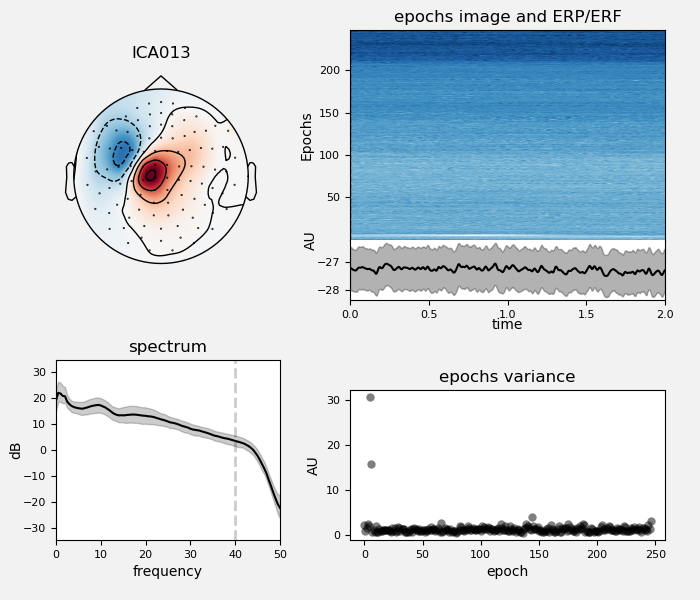 ICA013
epochs image and ERP/ERF
Epochs
200
150
100
50
AU
−27
−28
0.0 0.5 1.0 1.5 2.0
time
spectrum
dB
30
20
10
0
−10
−20
−30
0 10 20 30 40 50
frequency
epochs variance
AU
30
20
10
0
0 50 100 150 200 250
epoch